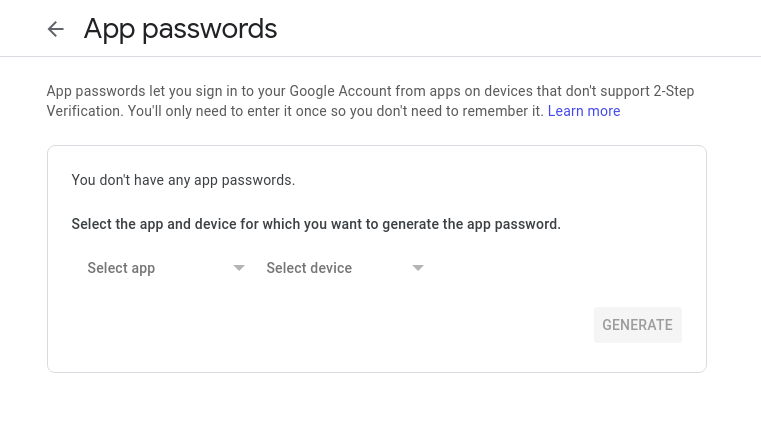 App passwords
App passwords let you sign in to your Google Account from apps on devices that don't support 2-Step
Verification. You'll only need to enter it once so you don't need to remember it. Learn more
You don't have any app passwords.
Select the app and device for which you want to generate the app password.
Select app Select device
GENERATE